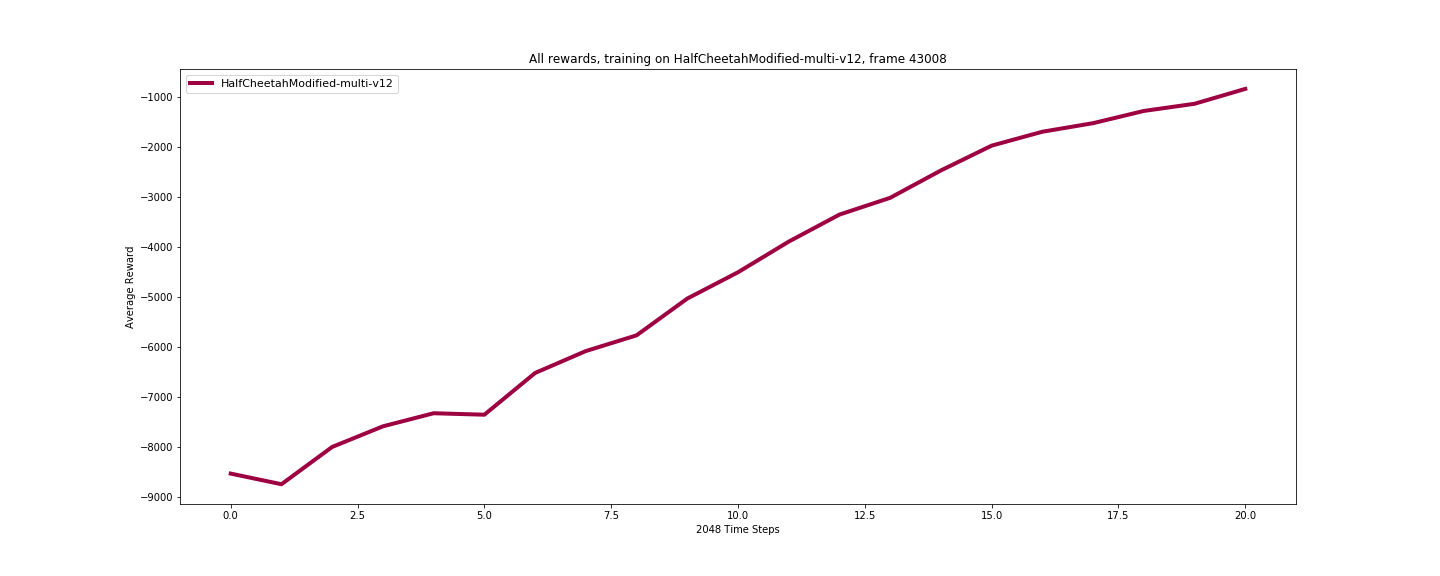 All rewards, training on HalfCheetahModified-multi-v12, frame 43008
HalfCheetahModified-multi-v12
−1000
−2000
−3000
−4000
−5000
−6000
−7000
−8000
−9000
Average Reward
0.0 2.5 5.0 7.5 10.0 12.5 15.0 17.5 20.0
2048 Time Steps